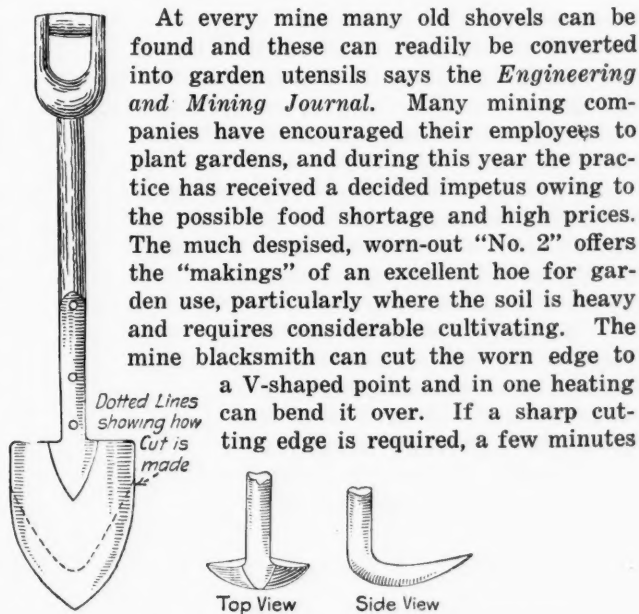 At every mine many old shovels can be
found and these can readily be converted
into garden utensils says the Engineering
and Mining Journal. Many mining com-
panies have encouraged their employees to
plant gardens, and during this year the prac-
tice has received a decided impetus owing to
the possible food shortage and high prices.
The much despised, worn-out “No. 2” offers
the “makings” of an excellent hoe for gar-
den use, particularly where the soil is heavy
and requires considerable cultivating. The
mine blacksmith can cut the worn edge to
a V-shaped point and in one heating
can bend it over. If a sharp cut-
ting edge is required, a few minutes
Dotted Lines
showing how
Cut is
made
Top View
Side View